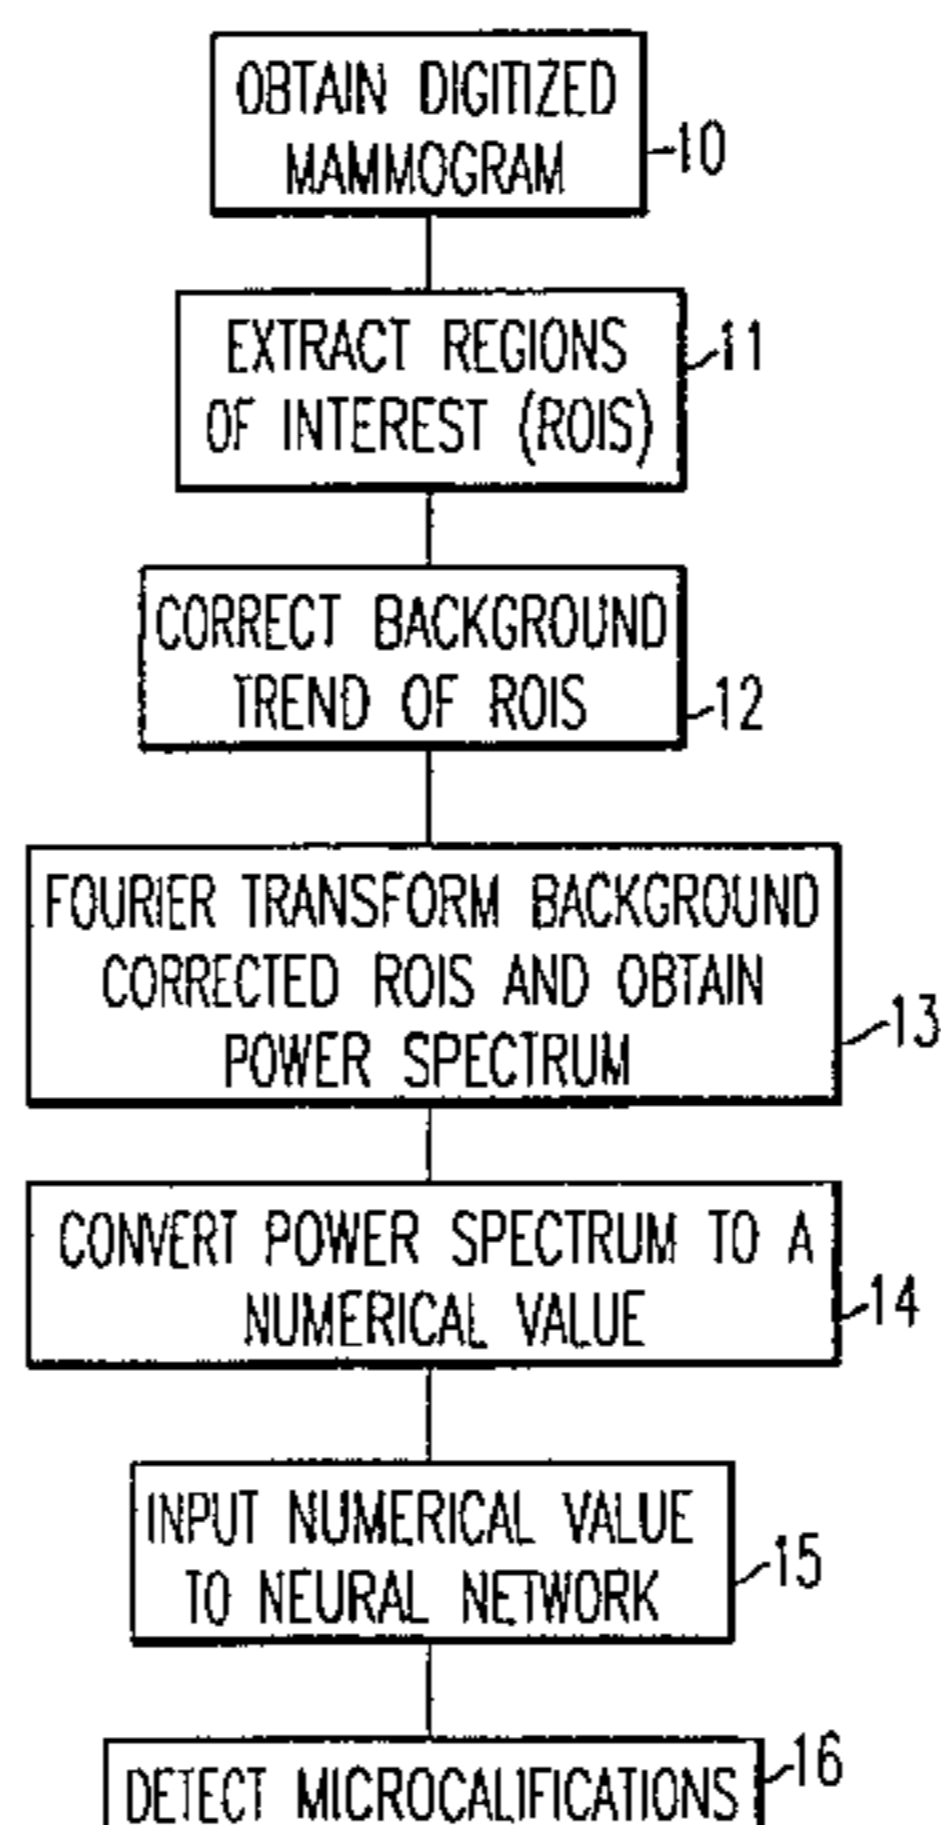 OBTAIN DIGITIZED
MAMMOGRAM
10
EXTRACT REGIONS
OF INTEREST (ROIS)
11
CORRECT BACKGROUND
TREND OF ROIS
12
FOURIER TRANSFORM BACKGROUND
CORRECTED ROIS AND OBTAIN
POWER SPECTRUM
13
CONVERT POWER SPECTRUM TO A
NUMERICAL VALUE
14
INPUT NUMERICAL VALUE
TO NEURAL NETWORK
15
DETECT MICROCALIFICATIONS
16